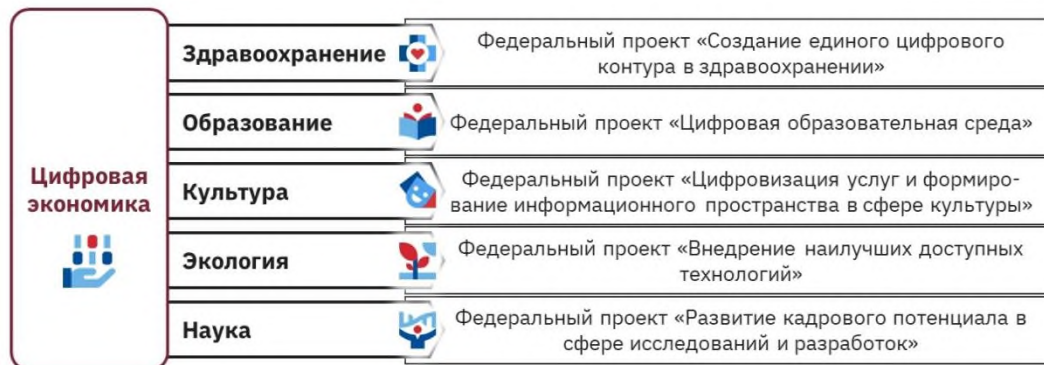 Цифровая
экономика
Здравоохранение
Федеральный проект «Создание единого цифрового
контура в здравоохранении»
Образование
Федеральный проект «Цифровая образовательная среда»
Культура
Федеральный проект «Цифровизация услуг и формиро-
вание информационного пространства в сфере культуры»
Экология
Федеральный проект «Внедрение наилучших доступных
технологий»
Наука
Федеральный проект «Развитие кадрового потенциала в
сфере исследований и разработок»